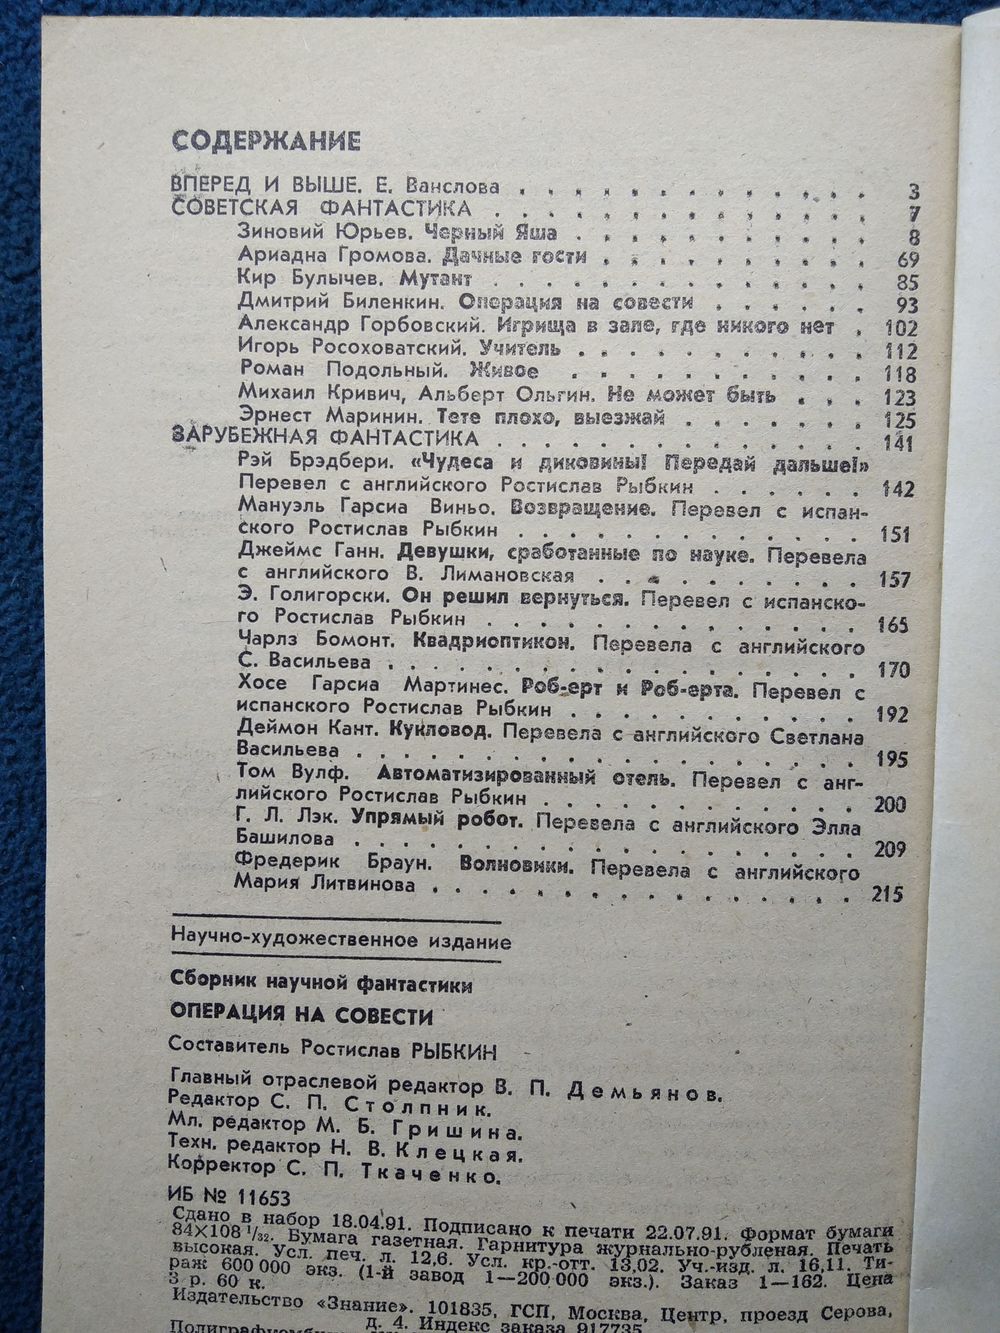 СОДЕРЖАНИЕ
ВПЕРЕД И ВЫШЕ. Е. Ванслова . . . . . . . . . . . . . 3
СОВЕТСКАЯ ФАНТАСТИКА . . . . . . . . . . . . . . 7
Зиновий Юрьев. Черный Яша . . . . . . . . . . . 8
Ариадна Громова. Дачные гости . . . . . . . . . . 69
Кир Булычев. Мутант . . . . . . . . . . . . . . 85
Дмитрий Биленкин. Операция на совести . . . . . . 93
Александр Горбовский. Игрища в зале, где никого нет . 102
Игорь Росоховатский. Учитель . . . . . . . . . . . 112
Роман Подольный. Живое . . . . . . . . . . . 118
Михаил Кривич, Альберт Ольгин. Не может быть . . . . 123
Эрнест Маринин. Тете плохо, выезжай . . . . . . . 125
ЗАРУБЕЖНАЯ ФАНТАСТИКА . . . . . . . . . . . . . . 141
Рэй Брэдбери. «Чудеса и диковины! Передай дальше!»
Перевел с английского Ростислав Рыбкин . . . . . . 142
Мануэль Гарсиа Виньо. Возвращение. Перевел с испан-
ского Ростислав Рыбкин . . . . . . . . . . . . . 151
Джеймс Ганн. Девушки, сработанные по науке. Перевела
с английского В. Лимановская . . . . . . . . . . 157
Э. Голигорски. Он решил вернуться. Перевел с испанско-
го Ростислав Рыбкин . . . . . . . . . . . . . . 165
Чарлз Бомонт. Квадриоптикон. Перевела с английского
С. Васильева . . . . . . . . . . . . . . . . . 170
Хосе Гарсиа Мартинес. Роб-ерт и Роб-ерта. Перевел с
испанского Ростислав Рыбкин . . . . . . . . . . . 192
Деймон Кант. Кукловод. Перевела с английского Светлана
Васильева . . . . . . . . . . . . . . . . . . . 195
Том Вулф. Автоматизированный отель. Перевел с анг-
лийского Ростислав Рыбкин . . . . . . . . . . . . 200
Г. Л. Лэк. Упрямый робот. Перевела с английского Элла
Башилова . . . . . . . . . . . . . . . . . . . 209
Фредерик Браун. Волновики. Перевела с английского
Мария Литвинова . . . . . . . . . . . . . . . . 215
Научно-художественное издание
Сборник научной фантастики
ОПЕРАЦИЯ НА СОВЕСТИ
Составитель Ростислав РЫБКИН
Главный отраслевой редактор В. П. Демьянов.
Редактор С. П. Столпник.
Мл. редактор М. Б. Гришина.
Техн. редактор Н. В. Клецкая.
Корректор С. П. Ткаченко.
ИБ № 11653
Сдано в набор 18.04.91. Подписано к печати 22.07.91. Формат бумаги
84×108 1/32. Бумага газетная. Гарнитура журнально-рубленая. Печать
высокая. Усл. печ. л. 12,6. Усл. кр.-отт. 13,02. Уч.-изд. л. 16,11. Ти-
раж 600 000 экз. (1-й завод 1—200 000 экз.). Заказ 1—162. Цена
3 р. 60 к.
Издательство «Знание». 101835, ГСП, Москва, Центр, проезд Серова,
д. 4. Индекс заказа 917735.